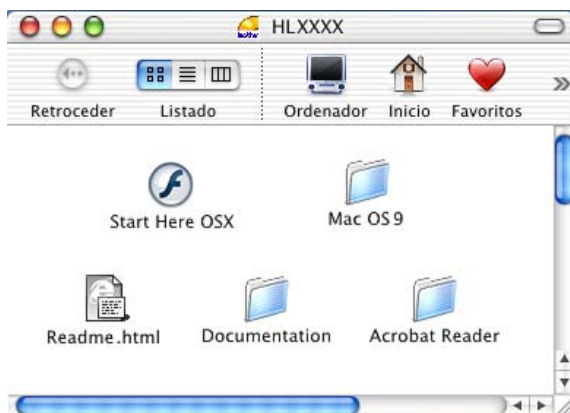 HLXXXX
Retroceder Listado Ordenador Inicio Favoritos
Start Here OSX Mac OS 9
Readme.html Documentation Acrobat Reader